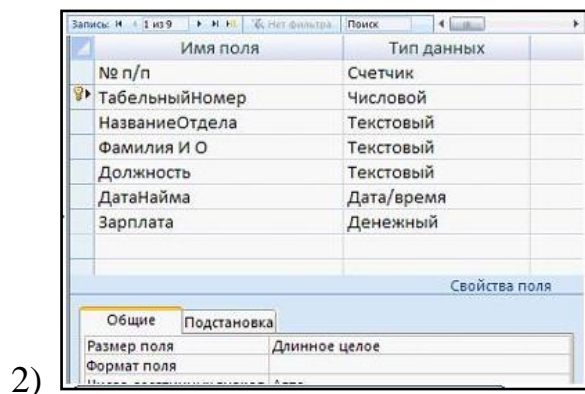 Запись: 1 из 9 Нет фильтра Поиск
Имя поля Тип данных
№ п/п Счетчик
ТабельныйНомер Числовой
НазваниеОтдела Текстовый
Фамилия И О Текстовый
Должность Текстовый
ДатаНайма Дата/время
Зарплата Денежный
Свойства поля
Общие Подстановка
Размер поля Длинное целое
Формат поля
2)